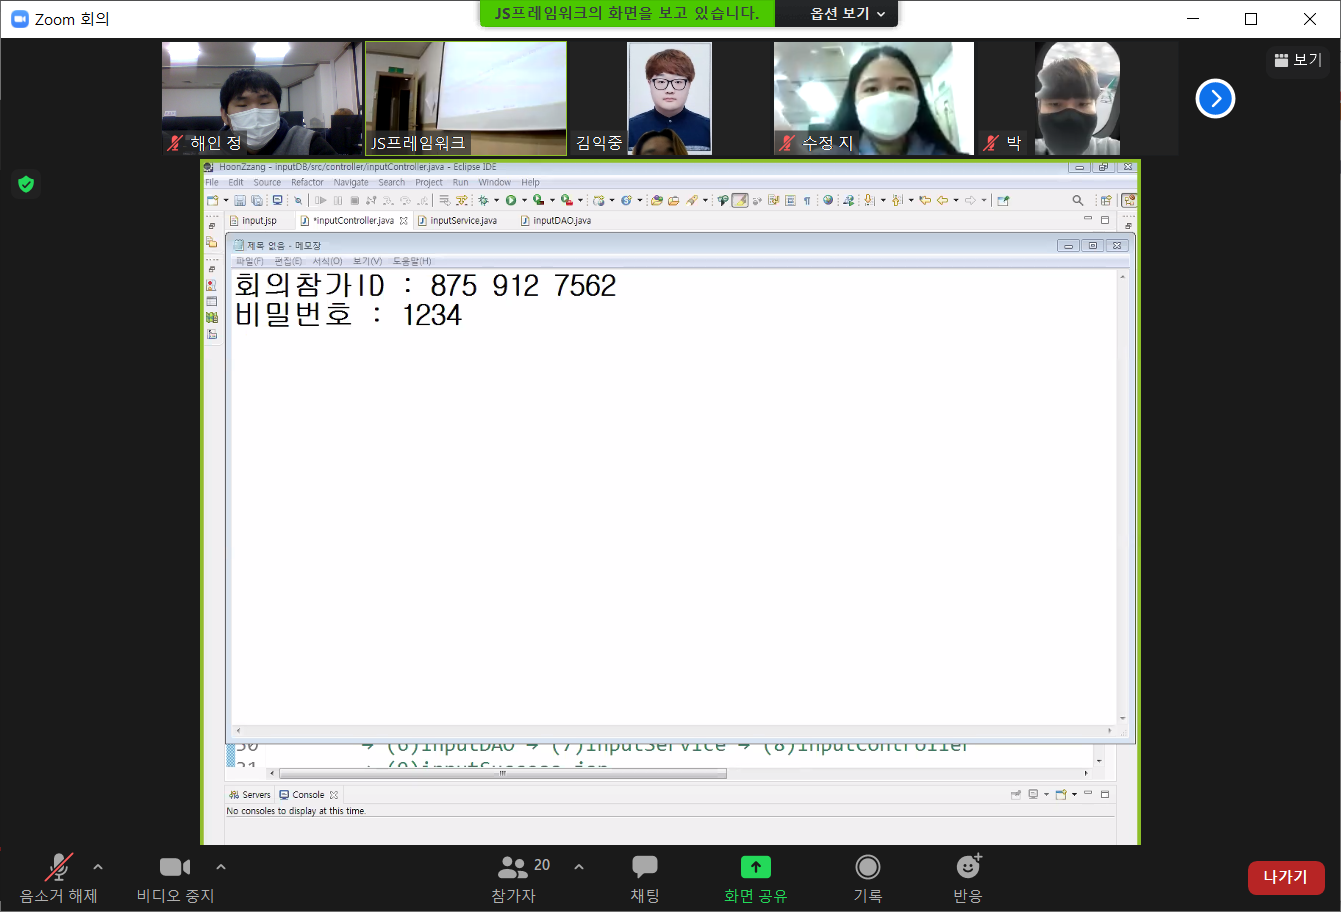 Zoom 회의
JS프레임워크의 화면을 보고 있습니다.
옵션 보기
보기
해인 정
JS프레임워크
김익중
수정 지
박
HoonZzang - inputDB/src/controller/inputController.java - Eclipse IDE
File Edit Source Refactor Navigate Search Project Run Window Help
input.jsp
*inputController.java
inputService.java
inputDAO.java
제목 없음 - 메모장
파일(F) 편집(E) 서식(O) 보기(V) 도움말(H)
회의참가ID : 875 912 7562
비밀번호 : 1234
30 → (6)inputDAO → (7)inputService → (8)inputController
31 → (9)inputSuccess.jsp
Servers
Console
No consoles to display at this time.
음소거 해제
비디오 중지
20
참가자
채팅
화면 공유
기록
반응
나가기